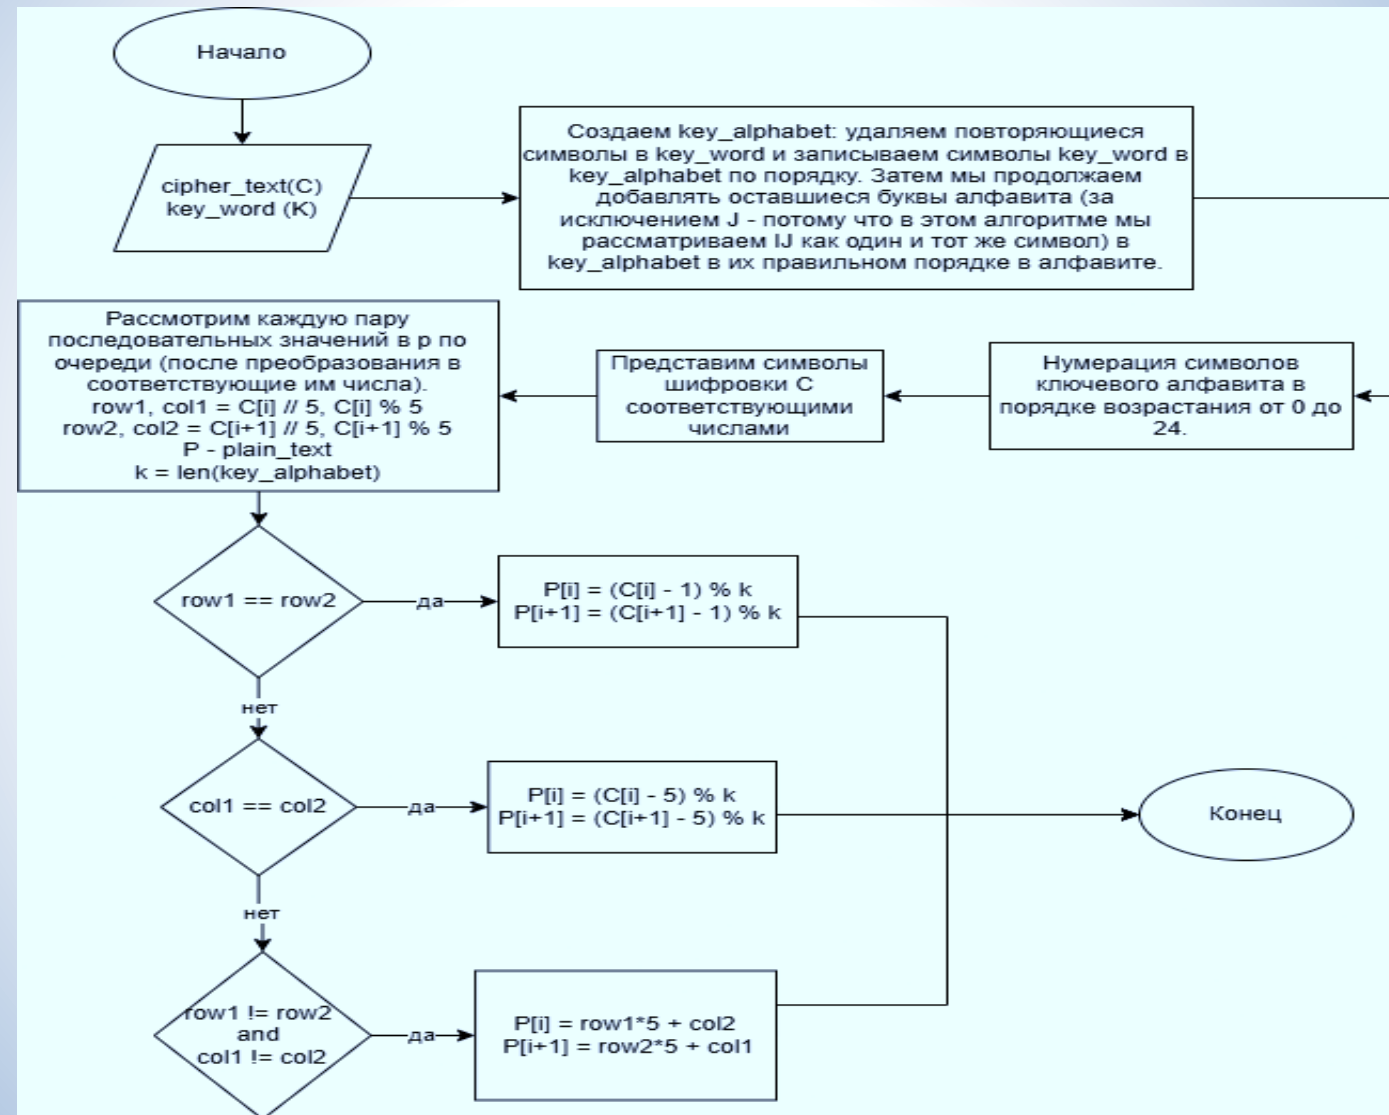 Начало
cipher_text(C)
key_word (K)
Создаем key_alphabet: удаляем повторяющиеся
символы в key_word и записываем символы key_word в
key_alphabet по порядку. Затем мы продолжаем
добавлять оставшиеся буквы алфавита (за
исключением J - потому что в этом алгоритме мы
рассматриваем IJ как один и тот же символ) в
key_alphabet в их правильном порядке в алфавите.
Нумерация символов
ключевого алфавита в
порядке возрастания от 0 до
24.
Представим символы
шифровки C
соответствующими
числами
Рассмотрим каждую пару
последовательных значений в p по
очереди (после преобразования в
соответствующие им числа).
row1, col1 = C[i] // 5, C[i] % 5
row2, col2 = C[i+1] // 5, C[i+1] % 5
P - plain_text
k = len(key_alphabet)
row1 == row2
да
P[i] = (C[i] - 1) % k
P[i+1] = (C[i+1] - 1) % k
нет
col1 == col2
да
P[i] = (C[i] - 5) % k
P[i+1] = (C[i+1] - 5) % k
Конец
нет
row1 != row2
and
col1 != col2
да
P[i] = row1*5 + col2
P[i+1] = row2*5 + col1